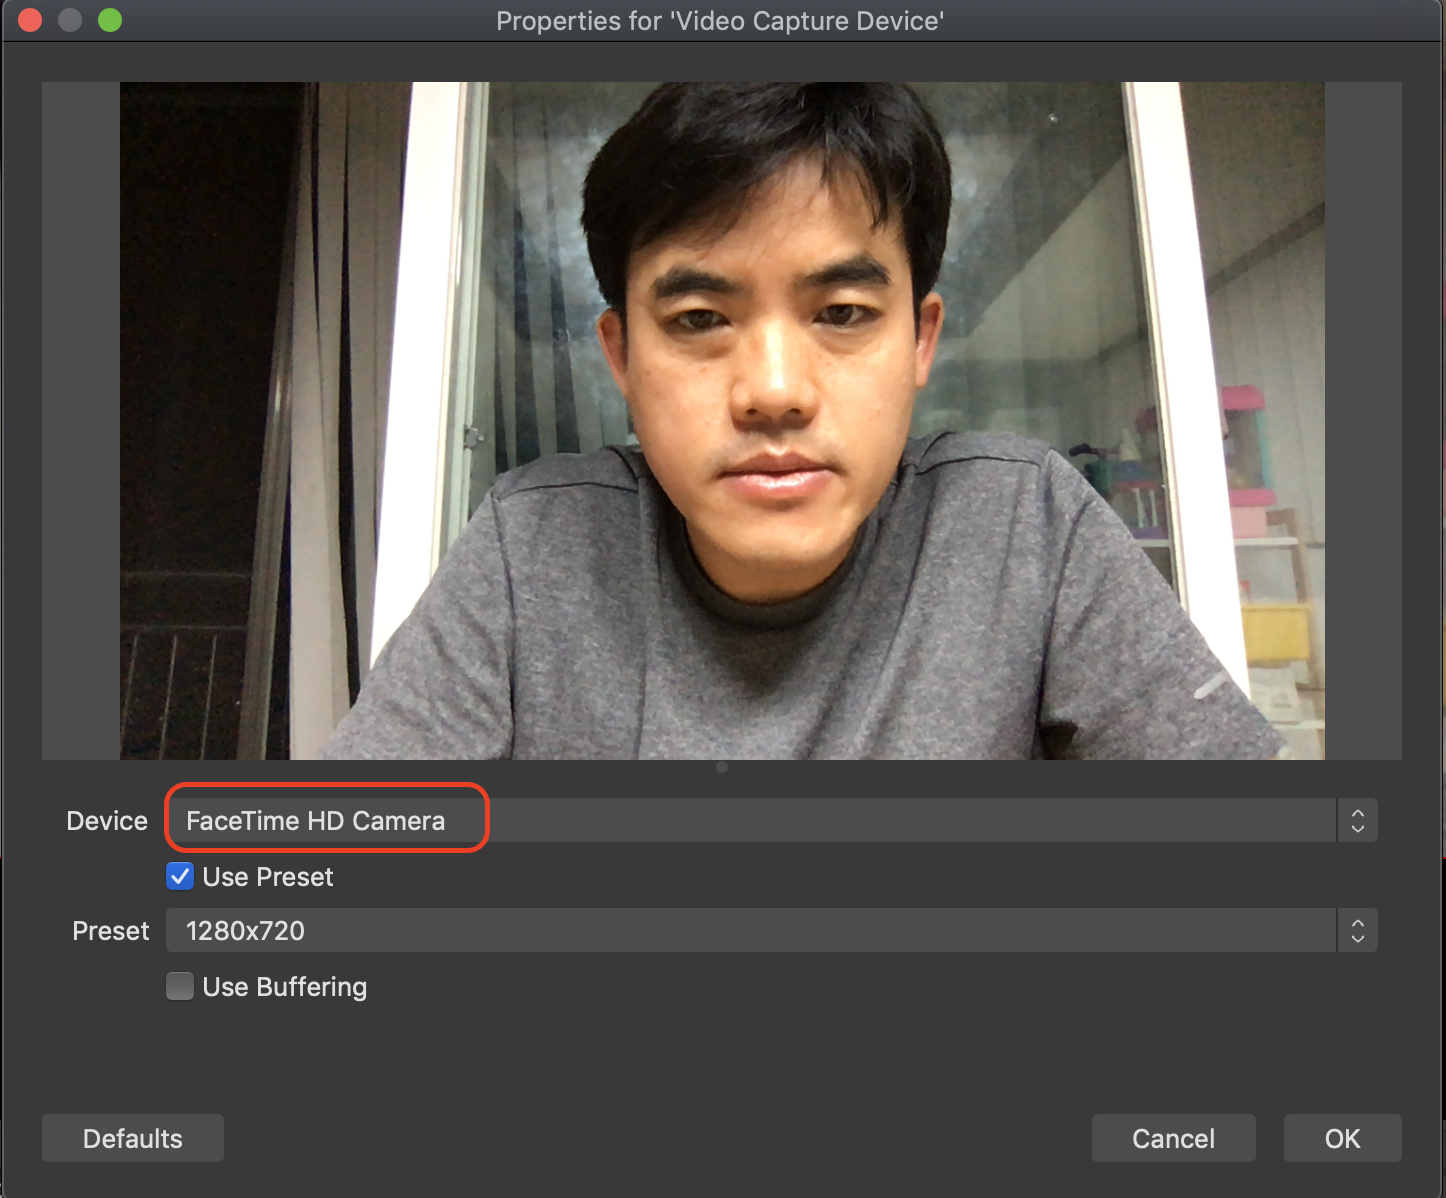 Properties for 'Video Capture Device'
Device FaceTime HD Camera
Use Preset
Preset 1280x720
Use Buffering
Defaults Cancel OK